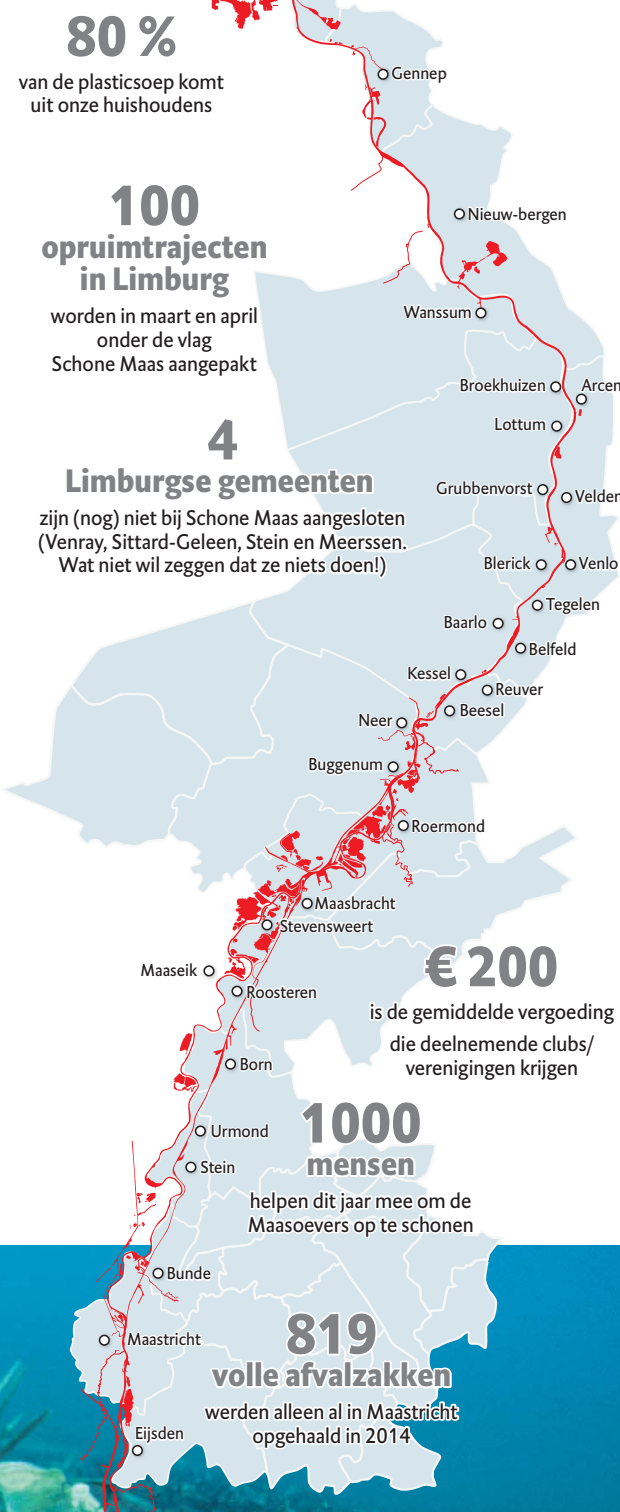 80 %
van de plasticsoep komt
uit onze huishoudens
Gennep
100
opruimtrajecten
in Limburg
worden in maart en april
onder de vlag
Schone Maas aangepakt
Nieuw-bergen
Wanssum
Broekhuizen
Arcen
Lottum
4
Limburgse gemeenten
zijn (nog) niet bij Schone Maas aangesloten
(Venray, Sittard-Geleen, Stein en Meerssen.
Wat niet wil zeggen dat ze niets doen!)
Grubbenvorst
Velden
Blerick
Venlo
Tegelen
Baarlo
Belfeld
Kessel
Reuver
Beesel
Neer
Buggenum
Roermond
Maasbracht
Stevensweert
Maaseik
Roosteren
€ 200
is de gemiddelde vergoeding
die deelnemende clubs/
verenigingen krijgen
Born
Urmond
Stein
1000
mensen
helpen dit jaar mee om de
Maasoevers op te schonen
Bunde
Maastricht
819
volle afvalzakken
werden alleen al in Maastricht
opgehaald in 2014
Eijsden